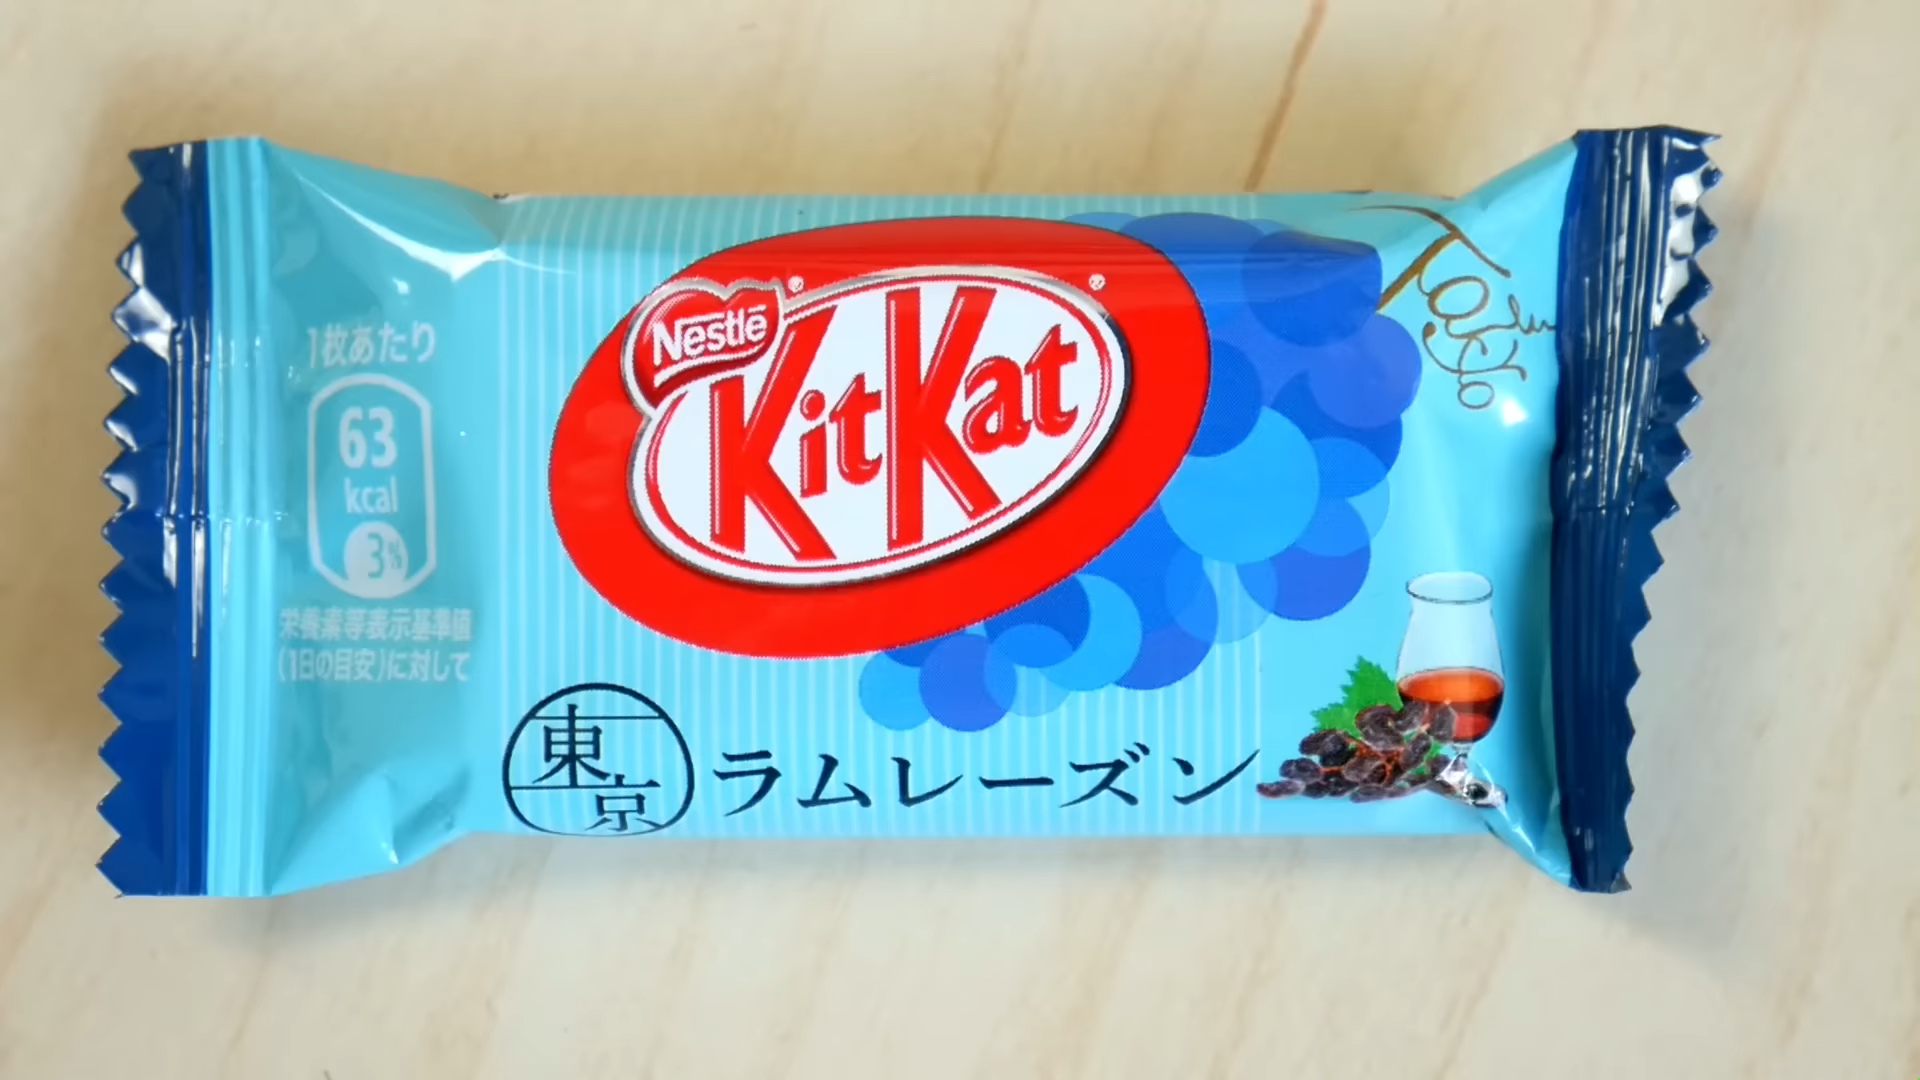 1枚あたり
63
kcal
3%
栄養素等表示基準値
(1日の目安)に対して
Nestlé®
KitKat®
Tokyo
東京
ラムレーズン